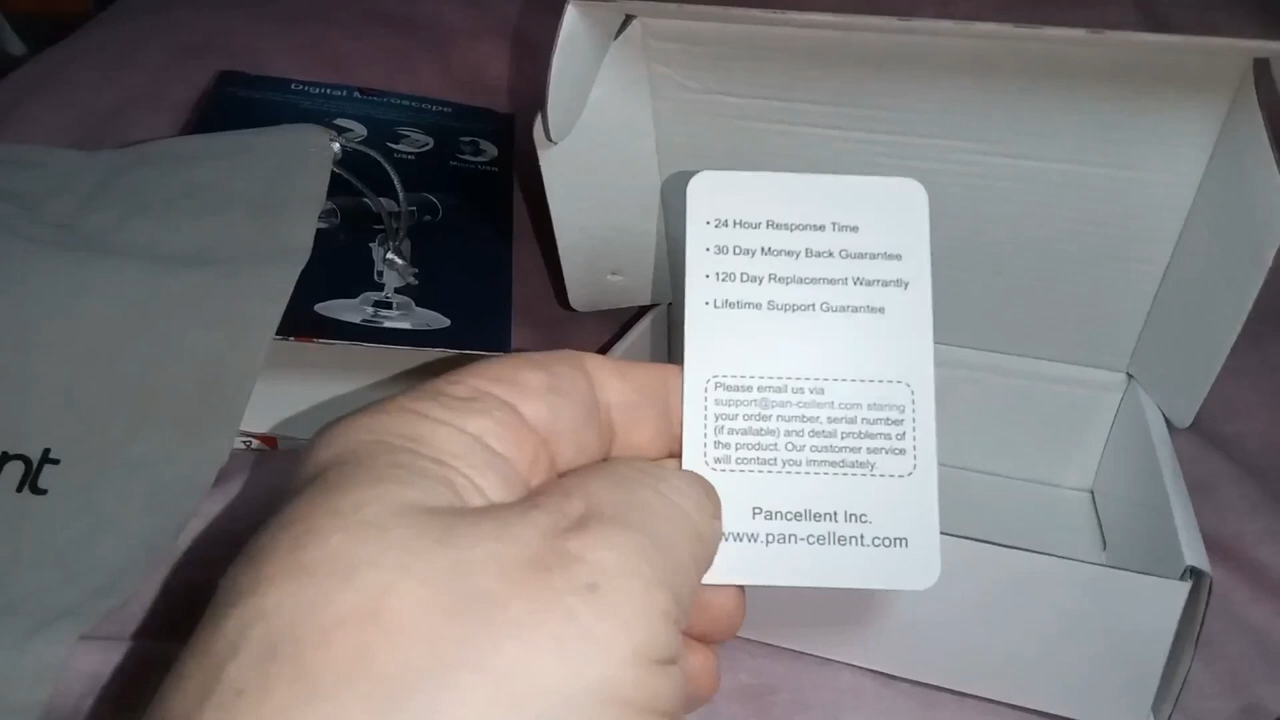 Digital Microscope
USB
Micro USB
nt
• 24 Hour Response Time
• 30 Day Money Back Guarantee
• 120 Day Replacement Warrantly
• Lifetime Support Guarantee
Please email us via
support@pan-cellent.com staring
your order number, serial number
(if available) and detail problems of
the product. Our customer service
will contact you immediately.
Pancellent Inc.
www.pan-cellent.com